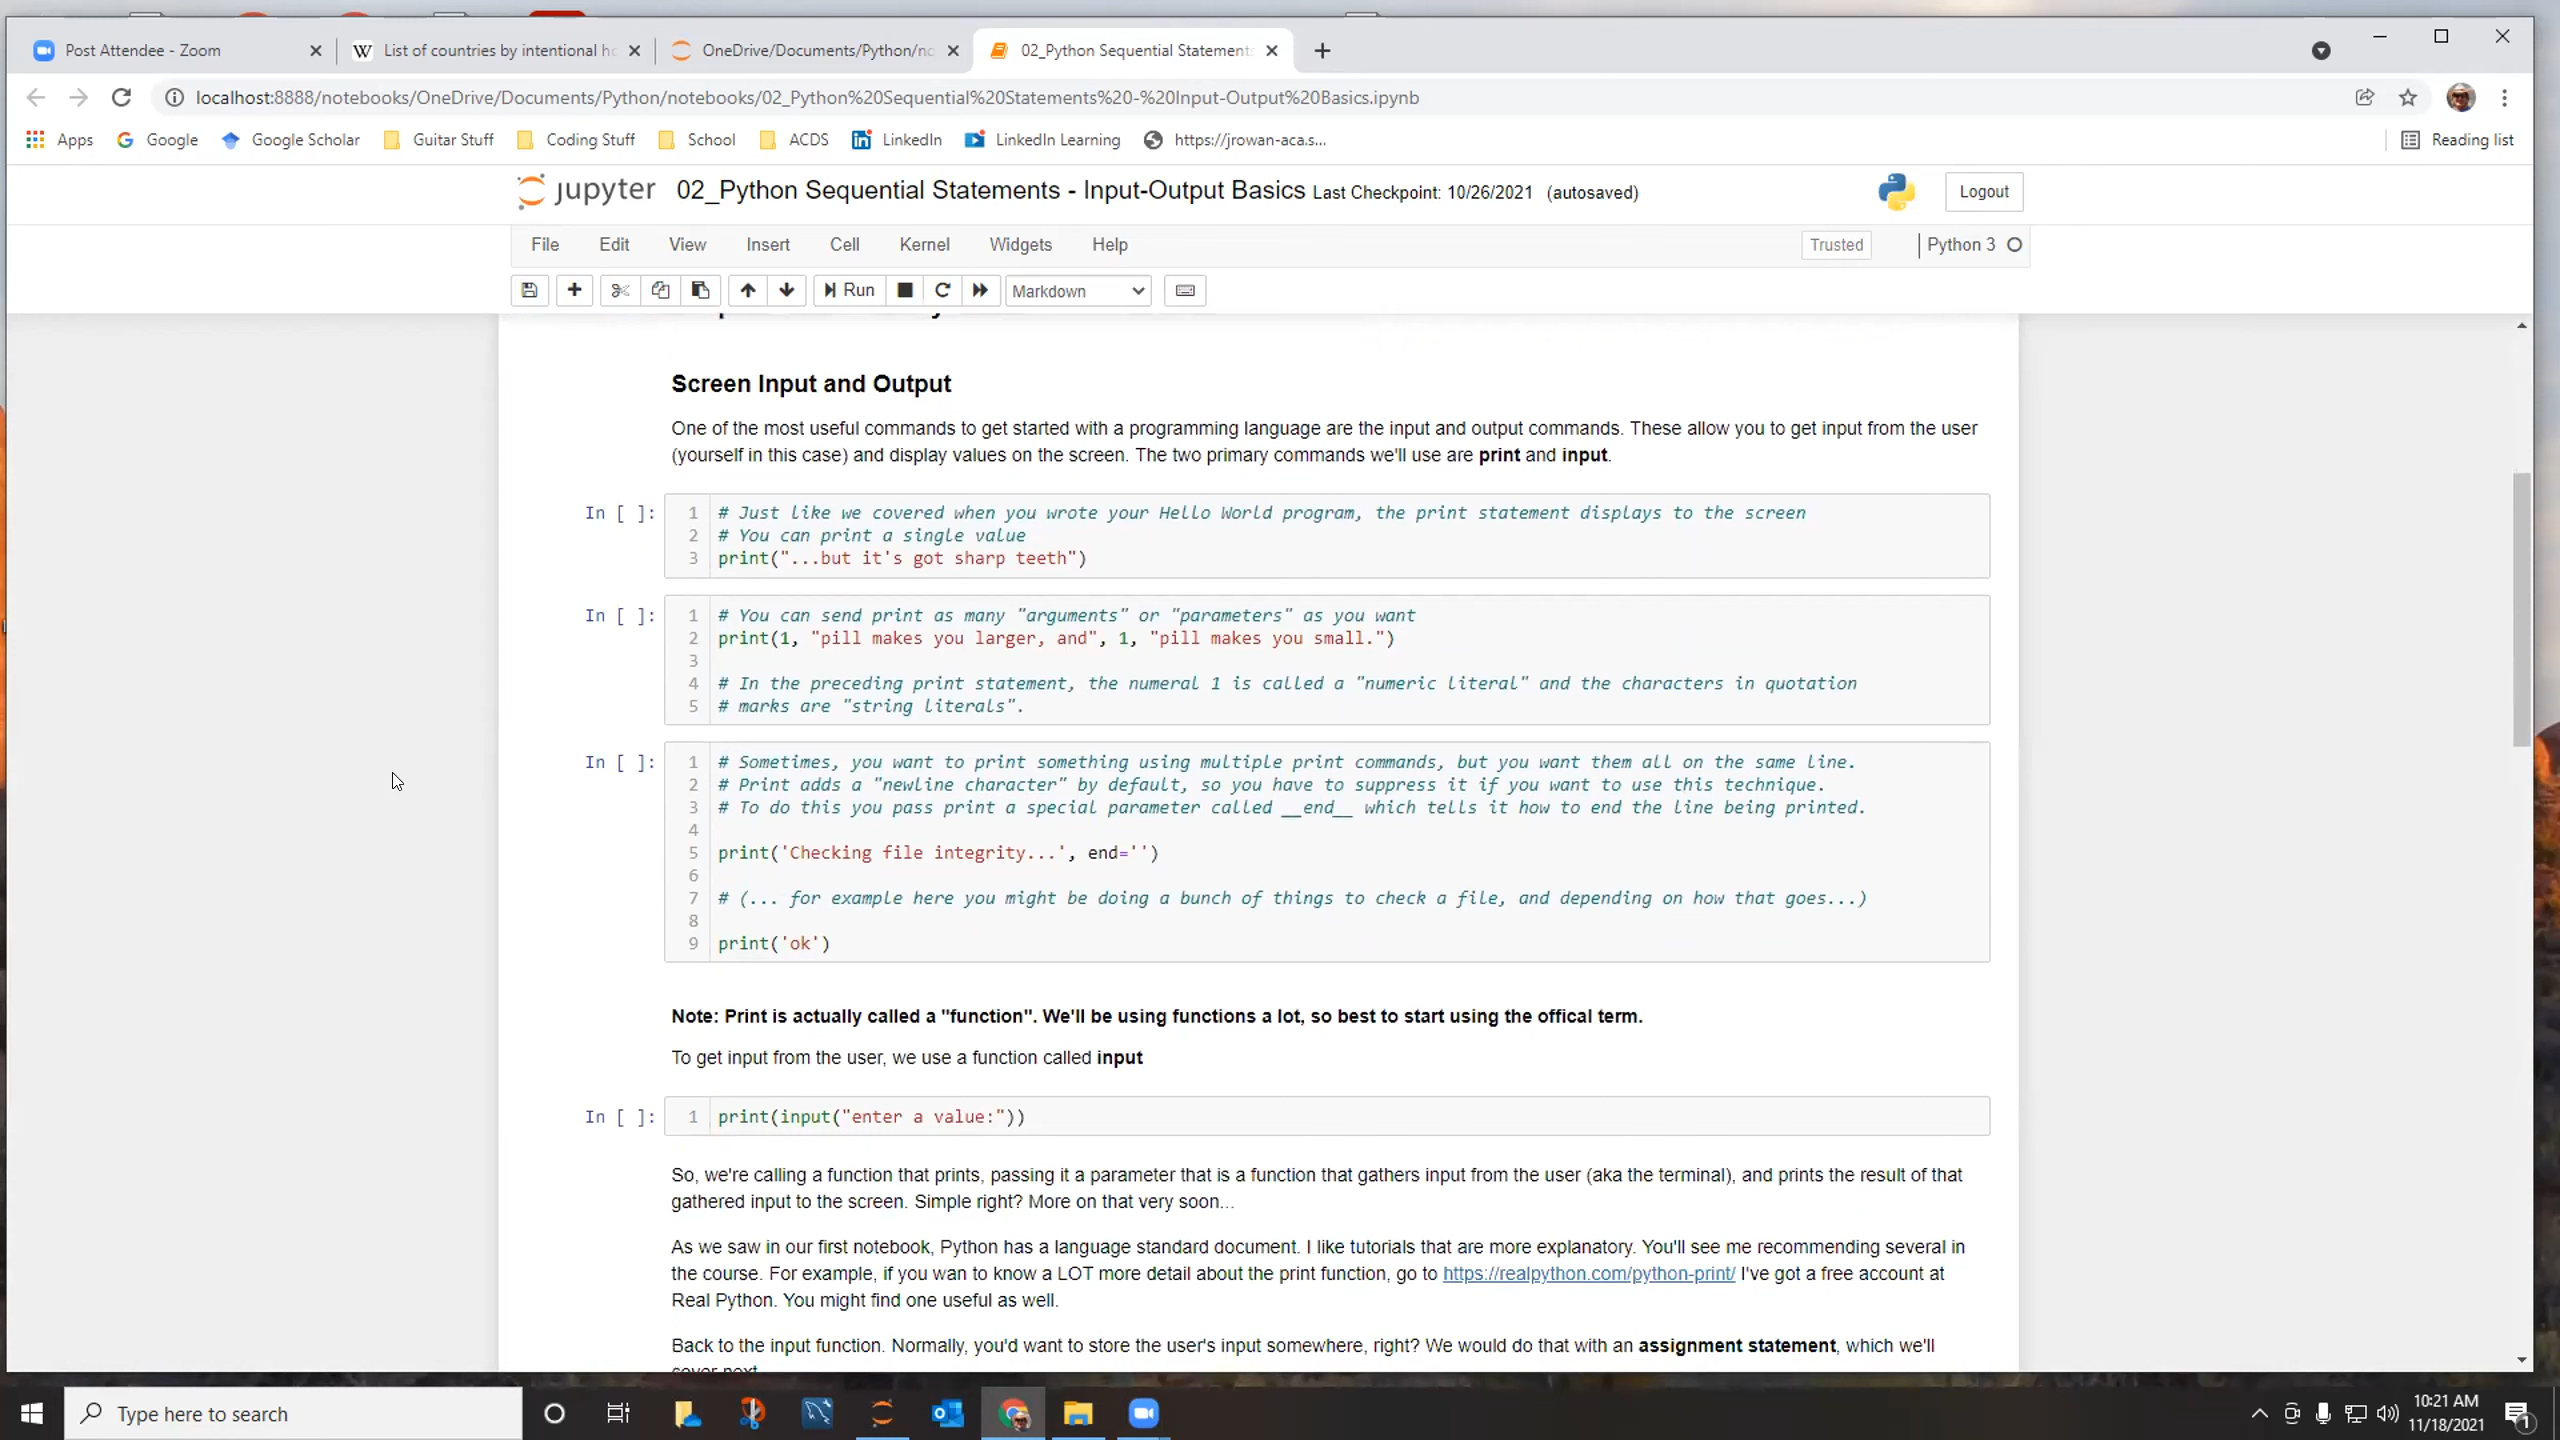 Post Attendee - Zoom
List of countries by intentional ho
OneDrive/Documents/Python/no
02_Python Sequential Statement
localhost:8888/notebooks/OneDrive/Documents/Python/notebooks/02_Python%20Sequential%20Statements%20-%20Input-Output%20Basics.ipynb
Apps
Google
Google Scholar
Guitar Stuff
Coding Stuff
School
ACDS
LinkedIn
LinkedIn Learning
https://jrowan-aca.s...
Reading list
jupyter 02_Python Sequential Statements - Input-Output Basics Last Checkpoint: 10/26/2021 (autosaved)
Logout
File Edit View Insert Cell Kernel Widgets Help
Trusted
Python 3
Run
Markdown
Screen Input and Output
One of the most useful commands to get started with a programming language are the input and output commands. These allow you to get input from the user
(yourself in this case) and display values on the screen. The two primary commands we'll use are print and input.
In [ ]: 1 # Just like we covered when you wrote your Hello World program, the print statement displays to the screen
2 # You can print a single value
3 print("...but it's got sharp teeth")
In [ ]: 1 # You can send print as many "arguments" or "parameters" as you want
2 print(1, "pill makes you larger, and", 1, "pill makes you small.")
3
4 # In the preceding print statement, the numeral 1 is called a "numeric literal" and the characters in quotation
5 # marks are "string literals".
In [ ]: 1 # Sometimes, you want to print something using multiple print commands, but you want them all on the same line.
2 # Print adds a "newline character" by default, so you have to suppress it if you want to use this technique.
3 # To do this you pass print a special parameter called __end__ which tells it how to end the line being printed.
4
5 print('Checking file integrity...', end='')
6
7 # (... for example here you might be doing a bunch of things to check a file, and depending on how that goes...)
8
9 print('ok')
Note: Print is actually called a "function". We'll be using functions a lot, so best to start using the offical term.
To get input from the user, we use a function called input
In [ ]: 1 print(input("enter a value:"))
So, we're calling a function that prints, passing it a parameter that is a function that gathers input from the user (aka the terminal), and prints the result of that
gathered input to the screen. Simple right? More on that very soon...
As we saw in our first notebook, Python has a language standard document. I like tutorials that are more explanatory. You'll see me recommending several in
the course. For example, if you wan to know a LOT more detail about the print function, go to https://realpython.com/python-print/ I've got a free account at
Real Python. You might find one useful as well.
Back to the input function. Normally, you'd want to store the user's input somewhere, right? We would do that with an assignment statement, which we'll
cover next
Type here to search
10:21 AM
11/18/2021
1